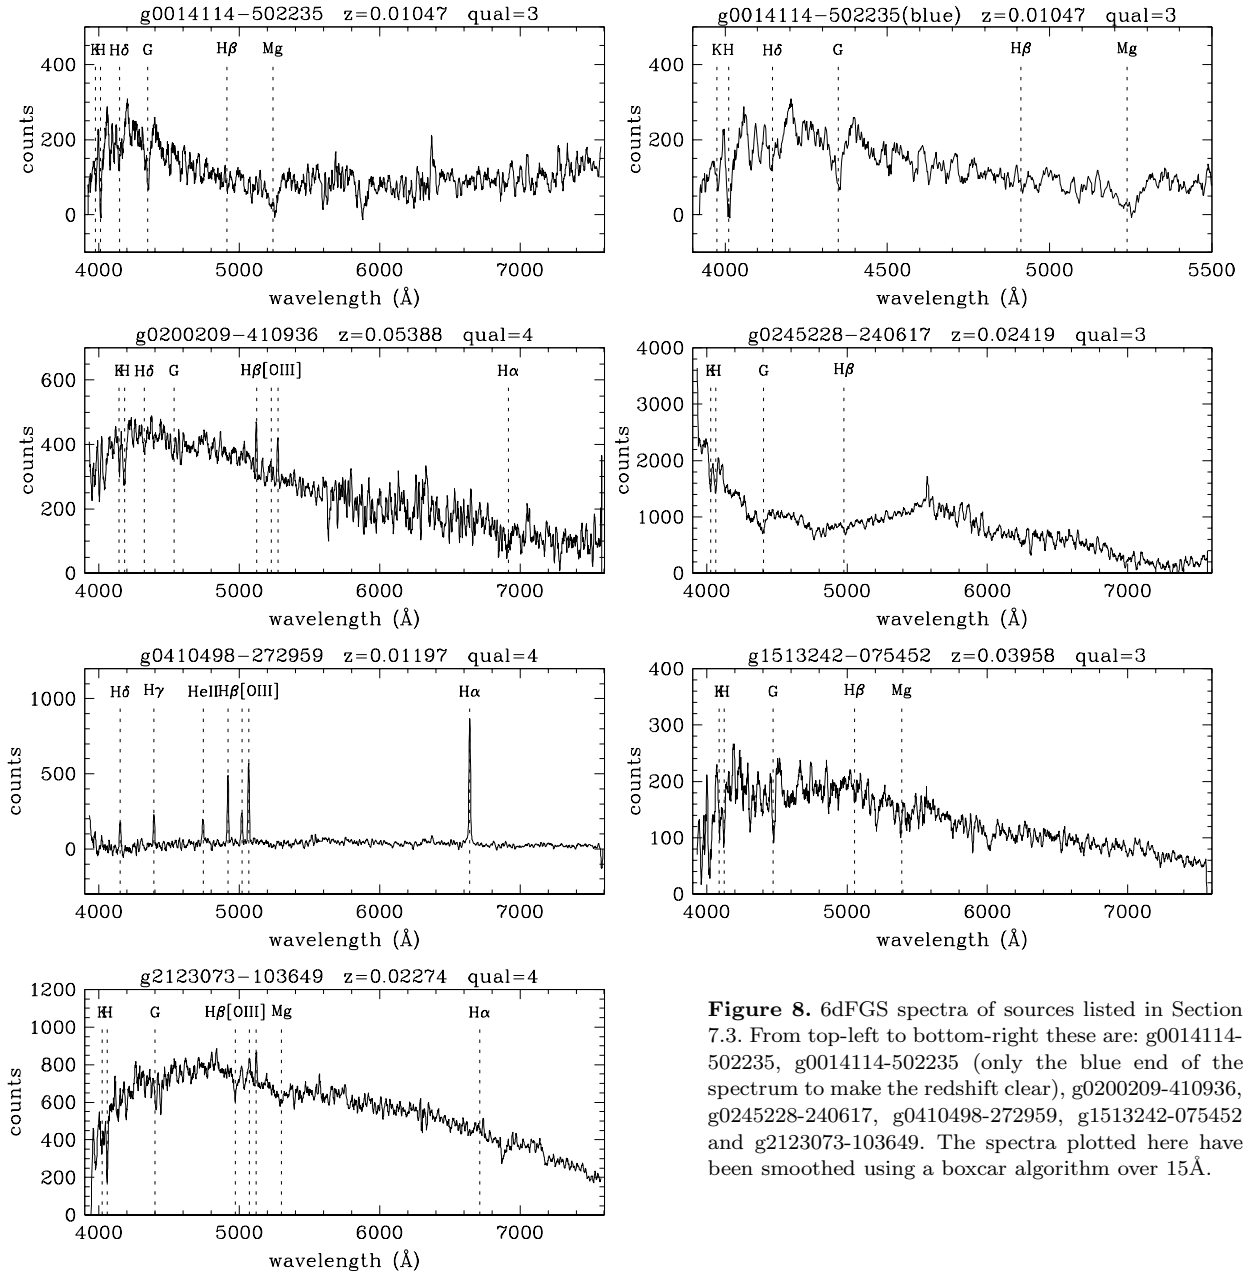 g0014114−502235 z=0.01047 qual=3
K H Hδ G Hβ Mg
400
200
0
counts
4000 5000 6000 7000
wavelength (Å)
g0014114−502235(blue) z=0.01047 qual=3
K H Hδ G Hβ Mg
400
200
0
counts
4000 4500 5000 5500
wavelength (Å)
g0200209−410936 z=0.05388 qual=4
K H Hδ G Hβ [OIII] Hα
600
400
200
0
counts
4000 5000 6000 7000
wavelength (Å)
g0245228−240617 z=0.02419 qual=3
K H G Hβ
4000
3000
2000
1000
0
counts
4000 5000 6000 7000
wavelength (Å)
g0410498−272959 z=0.01197 qual=4
Hδ Hγ HeII Hβ [OIII] Hα
1000
500
0
counts
4000 5000 6000 7000
wavelength (Å)
g1513242−075452 z=0.03958 qual=3
K H G Hβ Mg
400
300
200
100
0
counts
4000 5000 6000 7000
wavelength (Å)
g2123073−103649 z=0.02274 qual=4
K H G Hβ [OIII] Mg Hα
1200
1000
800
600
400
200
0
counts
4000 5000 6000 7000
wavelength (Å)
Figure 8. 6dFGS spectra of sources listed in Section
7.3. From top-left to bottom-right these are: g0014114-
502235, g0014114-502235 (only the blue end of the
spectrum to make the redshift clear), g0200209-410936,
g0245228-240617, g0410498-272959, g1513242-075452
and g2123073-103649. The spectra plotted here have
been smoothed using a boxcar algorithm over 15Å.